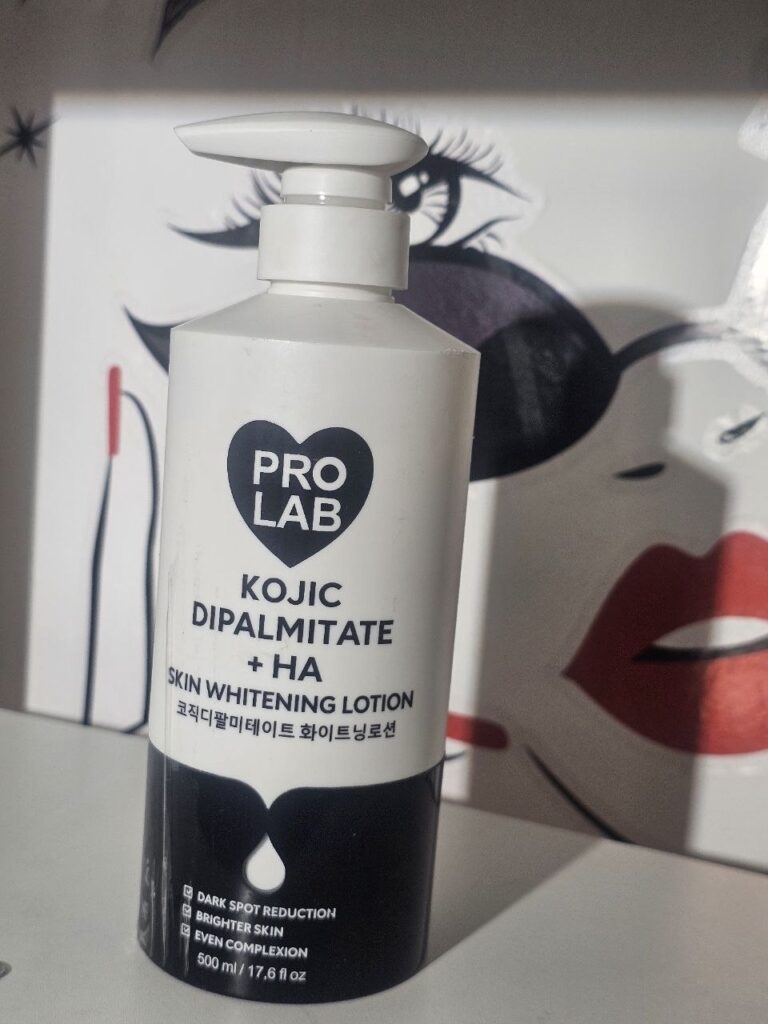 PRO
LAB
KOJIC
DIPALMITATE
+ HA
SKIN WHITENING LOTION
코직디팔미테이트 화이트닝로션
DARK SPOT REDUCTION
BRIGHTER SKIN
EVEN COMPLEXION
500 ml / 17,6 fl oz